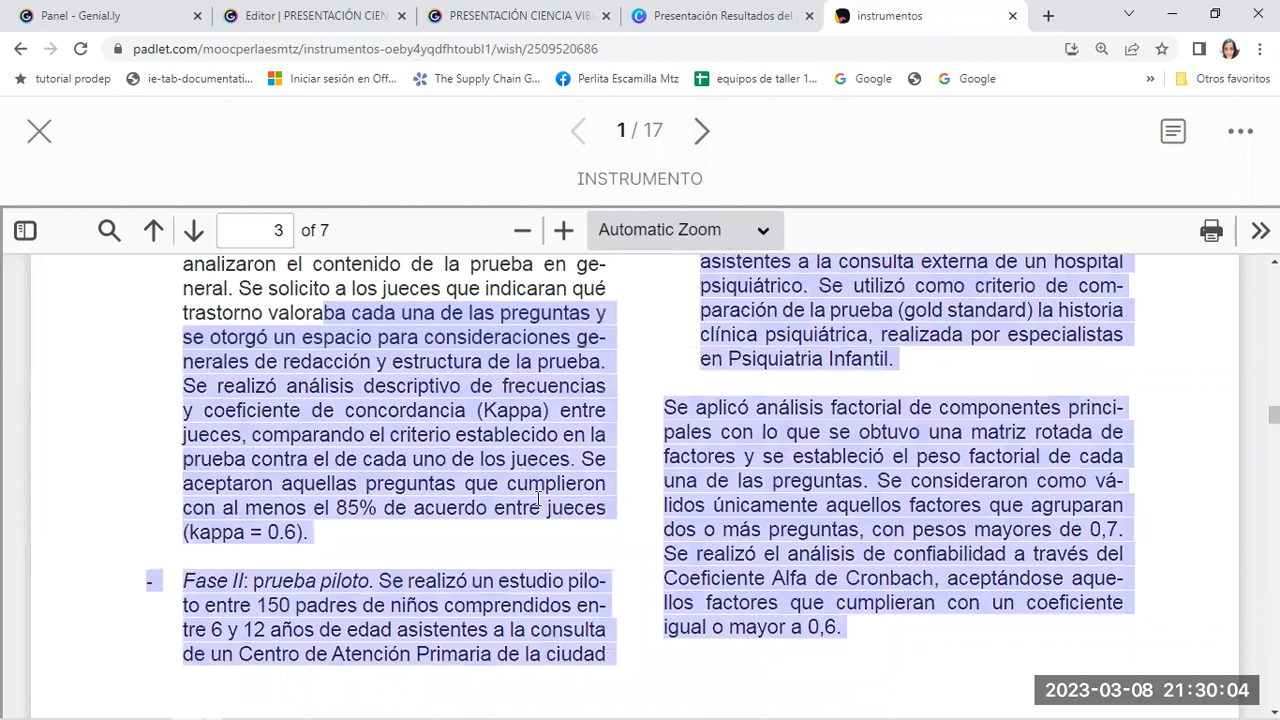 Panel - Genial.ly
Editor | PRESENTACIÓN CIEN
PRESENTACIÓN CIENCIA VIB
Presentación Resultados del
instrumentos
padlet.com/moocperlaesmtz/instrumentos-oeby4yqdfhtoubl1/wish/2509520686
tutorial prodep
ie-tab-documentati...
Iniciar sesión en Off...
The Supply Chain G...
Perlita Escamilla Mtz
equipos de taller 1...
Google
Google
Otros favoritos
1 / 17
INSTRUMENTO
3 of 7
Automatic Zoom
analizaron el contenido de la prueba en ge-
neral. Se solicito a los jueces que indicaran qué
trastorno valoraba cada una de las preguntas y
se otorgó un espacio para consideraciones ge-
nerales de redacción y estructura de la prueba.
Se realizó análisis descriptivo de frecuencias
y coeficiente de concordancia (Kappa) entre
jueces, comparando el criterio establecido en la
prueba contra el de cada uno de los jueces. Se
aceptaron aquellas preguntas que cumplieron
con al menos el 85% de acuerdo entre jueces
(kappa = 0.6).
- Fase II: prueba piloto. Se realizó un estudio pilo-
to entre 150 padres de niños comprendidos en-
tre 6 y 12 años de edad asistentes a la consulta
de un Centro de Atención Primaria de la ciudad
asistentes a la consulta externa de un hospital
psiquiátrico. Se utilizó como criterio de com-
paración de la prueba (gold standard) la historia
clínica psiquiátrica, realizada por especialistas
en Psiquiatria Infantil.
Se aplicó análisis factorial de componentes princi-
pales con lo que se obtuvo una matriz rotada de
factores y se estableció el peso factorial de cada
una de las preguntas. Se consideraron como vá-
lidos únicamente aquellos factores que agruparan
dos o más preguntas, con pesos mayores de 0,7.
Se realizó el análisis de confiabilidad a través del
Coeficiente Alfa de Cronbach, aceptándose aque-
llos factores que cumplieran con un coeficiente
igual o mayor a 0,6.
2023-03-08 21:30:04